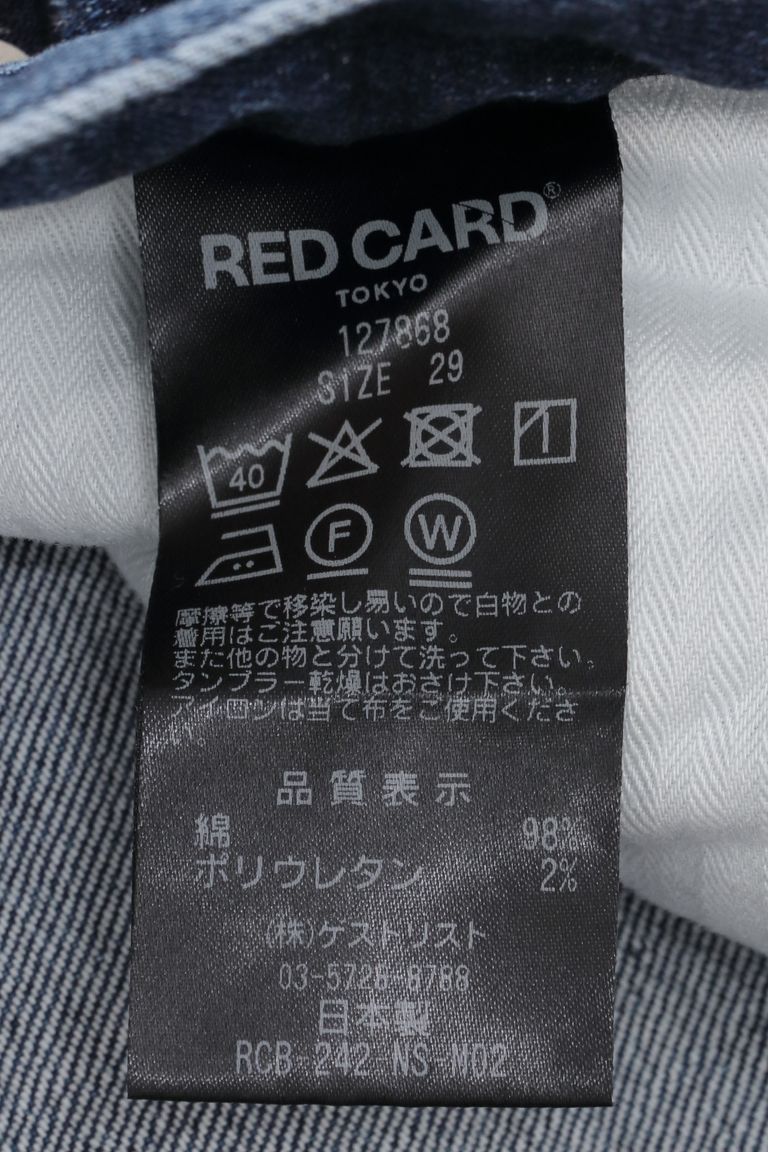 RED CARD®
TOKYO
127868
SIZE 29
40
F W
摩擦等で移染し易いので白物との
着用はご注意願います。
また他の物と分けて洗って下さい。
タンブラー乾燥はおさけ下さい。
アイロンは当て布をご使用くださ
い。
品質表示
綿 98%
ポリウレタン 2%
(株)ゲストリスト
03-5728-8788
日本製
RCB-242-NS-M02